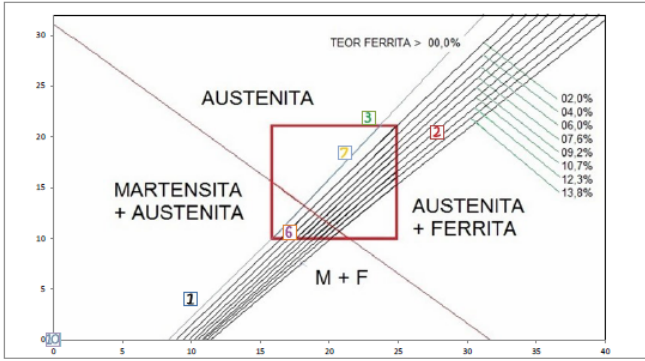 30
TEOR FERRITA > 00,0%
25
AUSTENITA
02,0%
04,0%
06,0%
07,6%
09,2%
10,7%
12,3%
13,8%
3
2
20
7
MARTENSITA
+ AUSTENITA
15
AUSTENITA
+ FERRITA
6
10
M + F
5
1
0
0 5 10 15 20 25 30 35 40